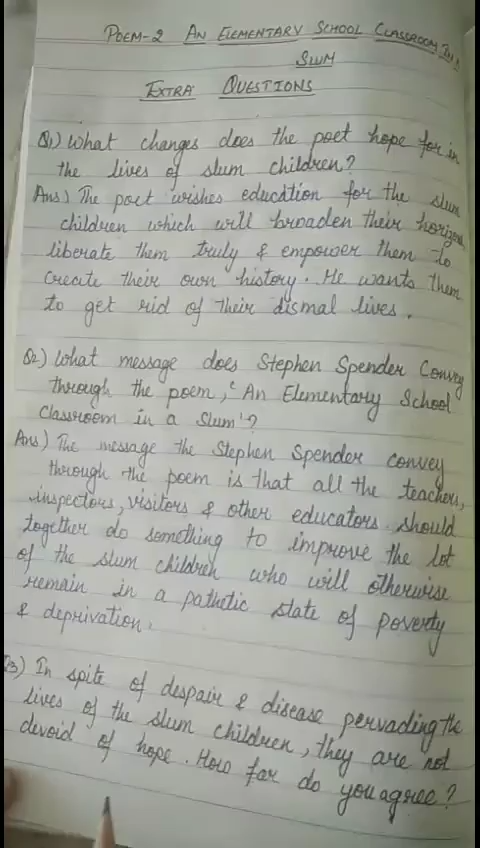 POEM-2 AN ELEMENTARY SCHOOL CLASSROOM IN A
SLUM
EXTRA QUESTIONS
Q1) What changes does the poet hope for in
the lives of slum children?
Ans) The poet wishes education for the slum
children which will broaden their horizon,
liberate them truly & empower them to
create their own history. He wants them
to get rid of their dismal lives.
Q2) What message does Stephen Spender Convey
through the poem, 'An Elementary School
Classroom in a Slum'?
Ans) The message the Stephen Spender convey
through the poem is that all the teachers,
inspectors, visitors & other educators should
together do something to improve the lot
of the slum children who will otherwise
remain in a pathetic state of poverty
& deprivation.
3) In spite of despair & disease pervading the
lives of the slum children, they are not
devoid of hope. How far do you agree?